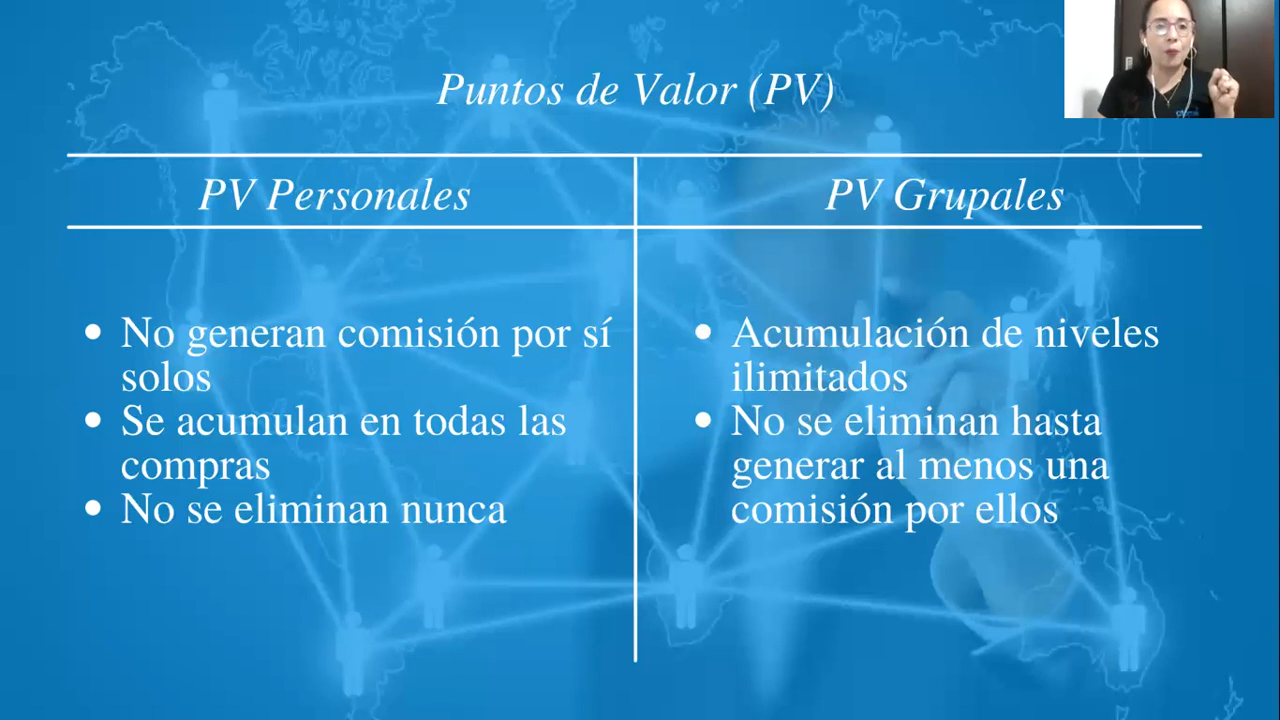 Puntos de Valor (PV)
PV Personales
PV Grupales
• No generan comisión por sí
solos
• Se acumulan en todas las
compras
• No se eliminan nunca
• Acumulación de niveles
ilimitados
• No se eliminan hasta
generar al menos una
comisión por ellos